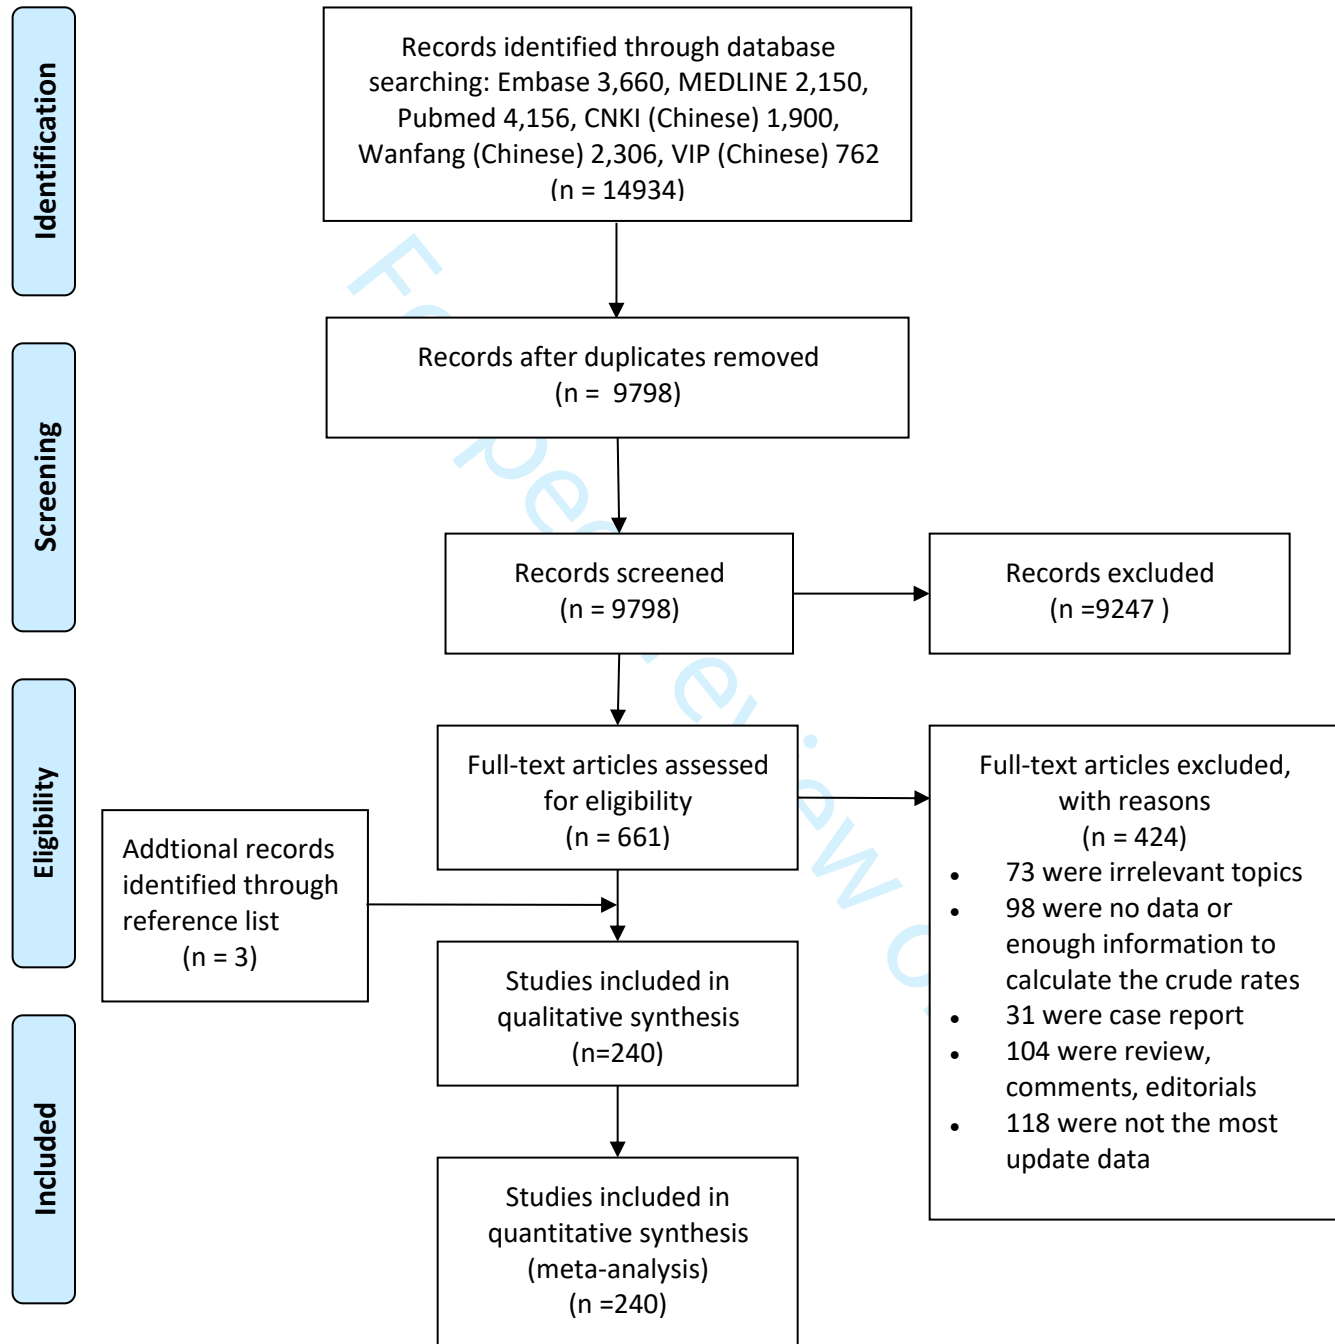 Identification
Records identified through database
searching: Embase 3,660, MEDLINE 2,150,
Pubmed 4,156, CNKI (Chinese) 1,900,
Wanfang (Chinese) 2,306, VIP (Chinese) 762
(n = 14934)
Screening
Records after duplicates removed
(n = 9798)
Records screened
(n = 9798)
Records excluded
(n =9247 )
Eligibility
Full-text articles assessed
for eligibility
(n = 661)
Full-text articles excluded,
with reasons
(n = 424)
• 73 were irrelevant topics
• 98 were no data or
enough information to
calculate the crude rates
• 31 were case report
• 104 were review,
comments, editorials
• 118 were not the most
update data
Addtional records
identified through
reference list
(n = 3)
Studies included in
qualitative synthesis
(n=240)
Included
Studies included in
quantitative synthesis
(meta-analysis)
(n =240)